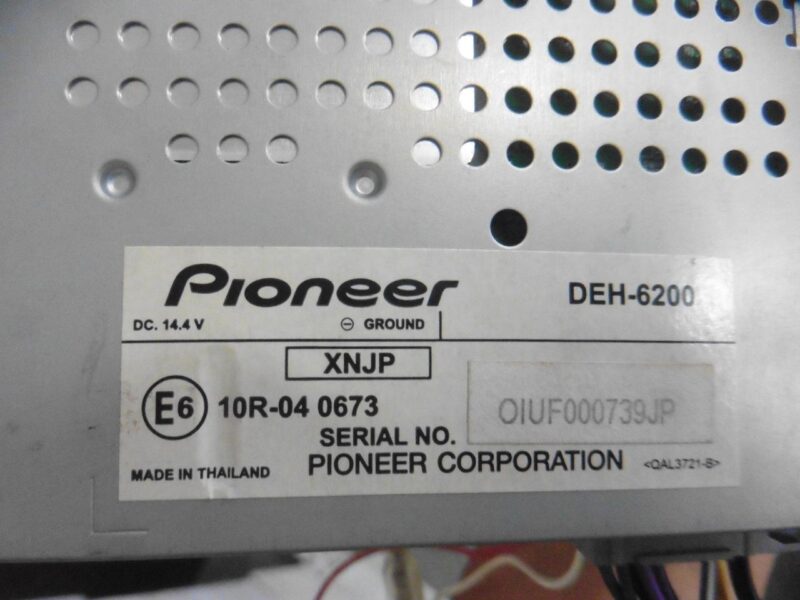 Pioneer
DEH-6200
DC. 14.4 V
⊖ GROUND
XNJP
E6
10R-04 0673
SERIAL NO.
OIUF000739JP
MADE IN THAILAND
PIONEER CORPORATION
<QAL3721-B>